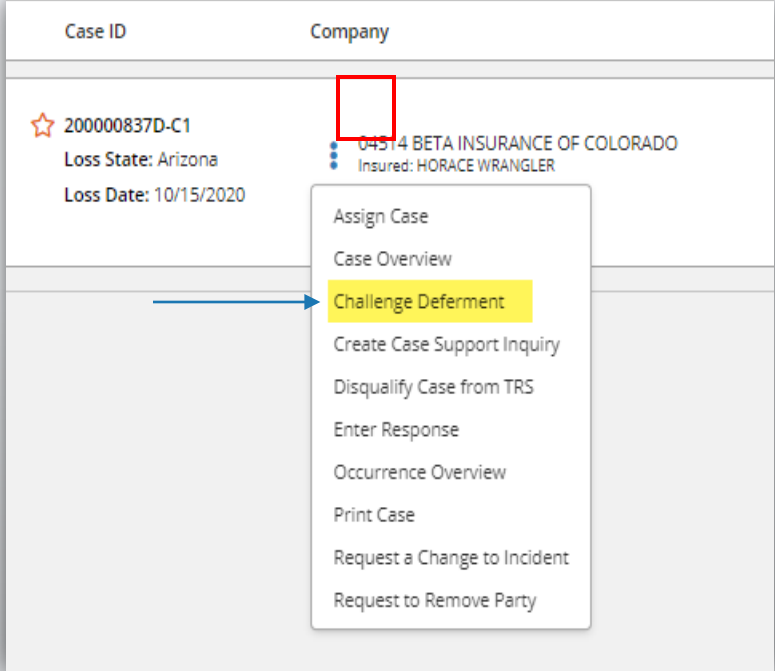 Case ID
Company
200000837D-C1
Loss State: Arizona
Loss Date: 10/15/2020
04514 BETA INSURANCE OF COLORADO
Insured: HORACE WRANGLER
Assign Case
Case Overview
Challenge Deferment
Create Case Support Inquiry
Disqualify Case from TRS
Enter Response
Occurrence Overview
Print Case
Request a Change to Incident
Request to Remove Party